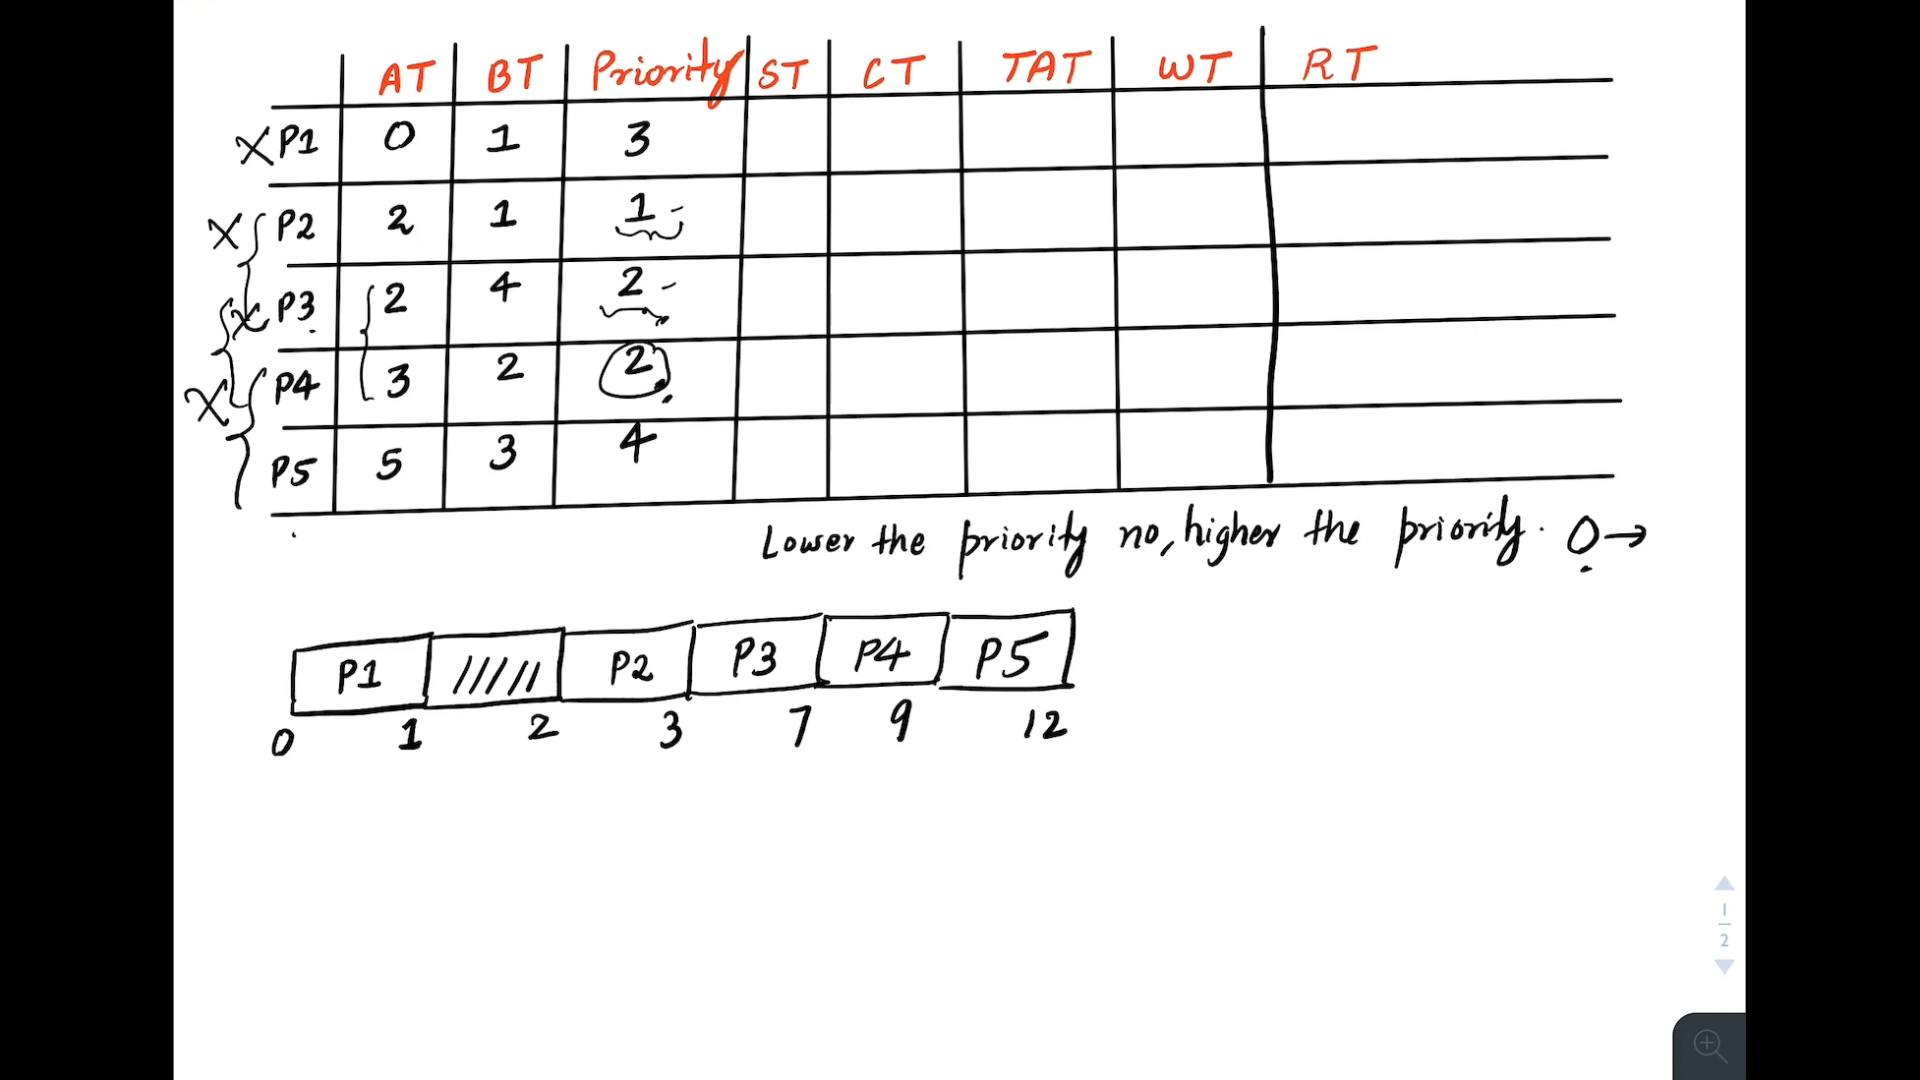 AT BT Priority ST CT TAT WT RT
P1 0 1 3
P2 2 1 1
P3 2 4 2
P4 3 2 2
P5 5 3 4
Lower the priority no, higher the priority. 0→
P1 P2 P3 P4 P5
0 1 2 3 7 9 12
1
2